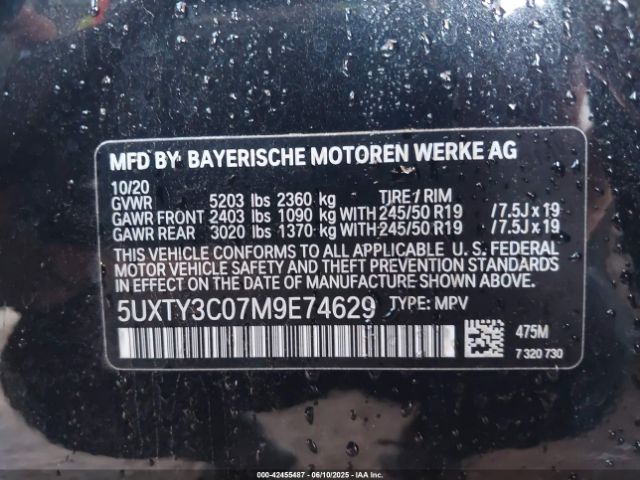 MFD BY BAYERISCHE MOTOREN WERKE AG
10/20
GVWR 5203 lbs 2360 kg TIRE/RIM
GAWR FRONT 2403 lbs 1090 kg WITH 245/50 R19 /7.5J x 19
GAWR REAR 3020 lbs 1370 kg WITH 245/50 R19 /7.5J x 19
THIS VEHICLE CONFORMS TO ALL APPLICABLE U. S. FEDERAL
MOTOR VEHICLE SAFETY AND THEFT PREVENTION STANDARDS
IN EFFECT ON THE DATE OF MANUFACTURE SHOWN ABOVE.
5UXTY3C07M9E74629 TYPE: MPV
475M
7 320 730
000-42455487 - 06/10/2025 - IAA Inc.